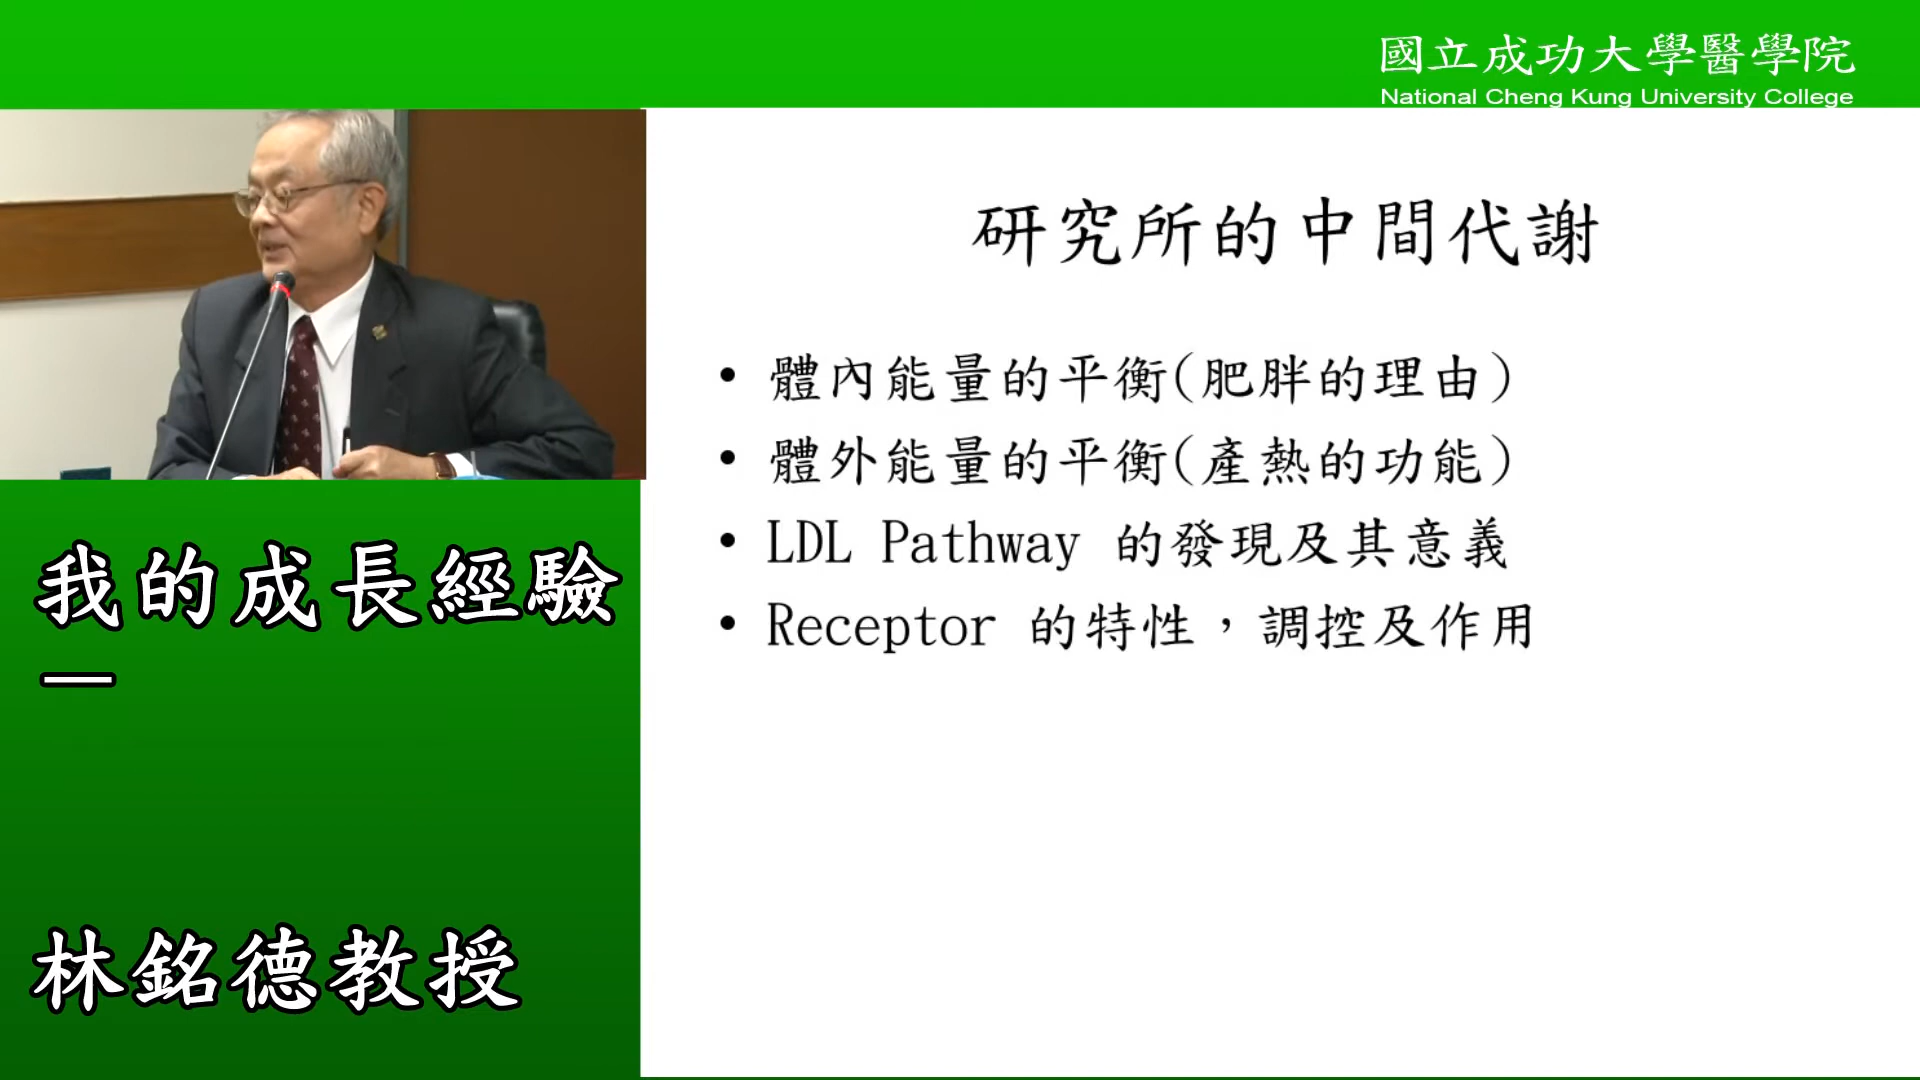 國立成功大學醫學院
National Cheng Kung University College
研究所的中間代謝
• 體內能量的平衡(肥胖的理由)
• 體外能量的平衡(產熱的功能)
• LDL Pathway 的發現及其意義
• Receptor 的特性，調控及作用
我的成長經驗
一
林銘德教授